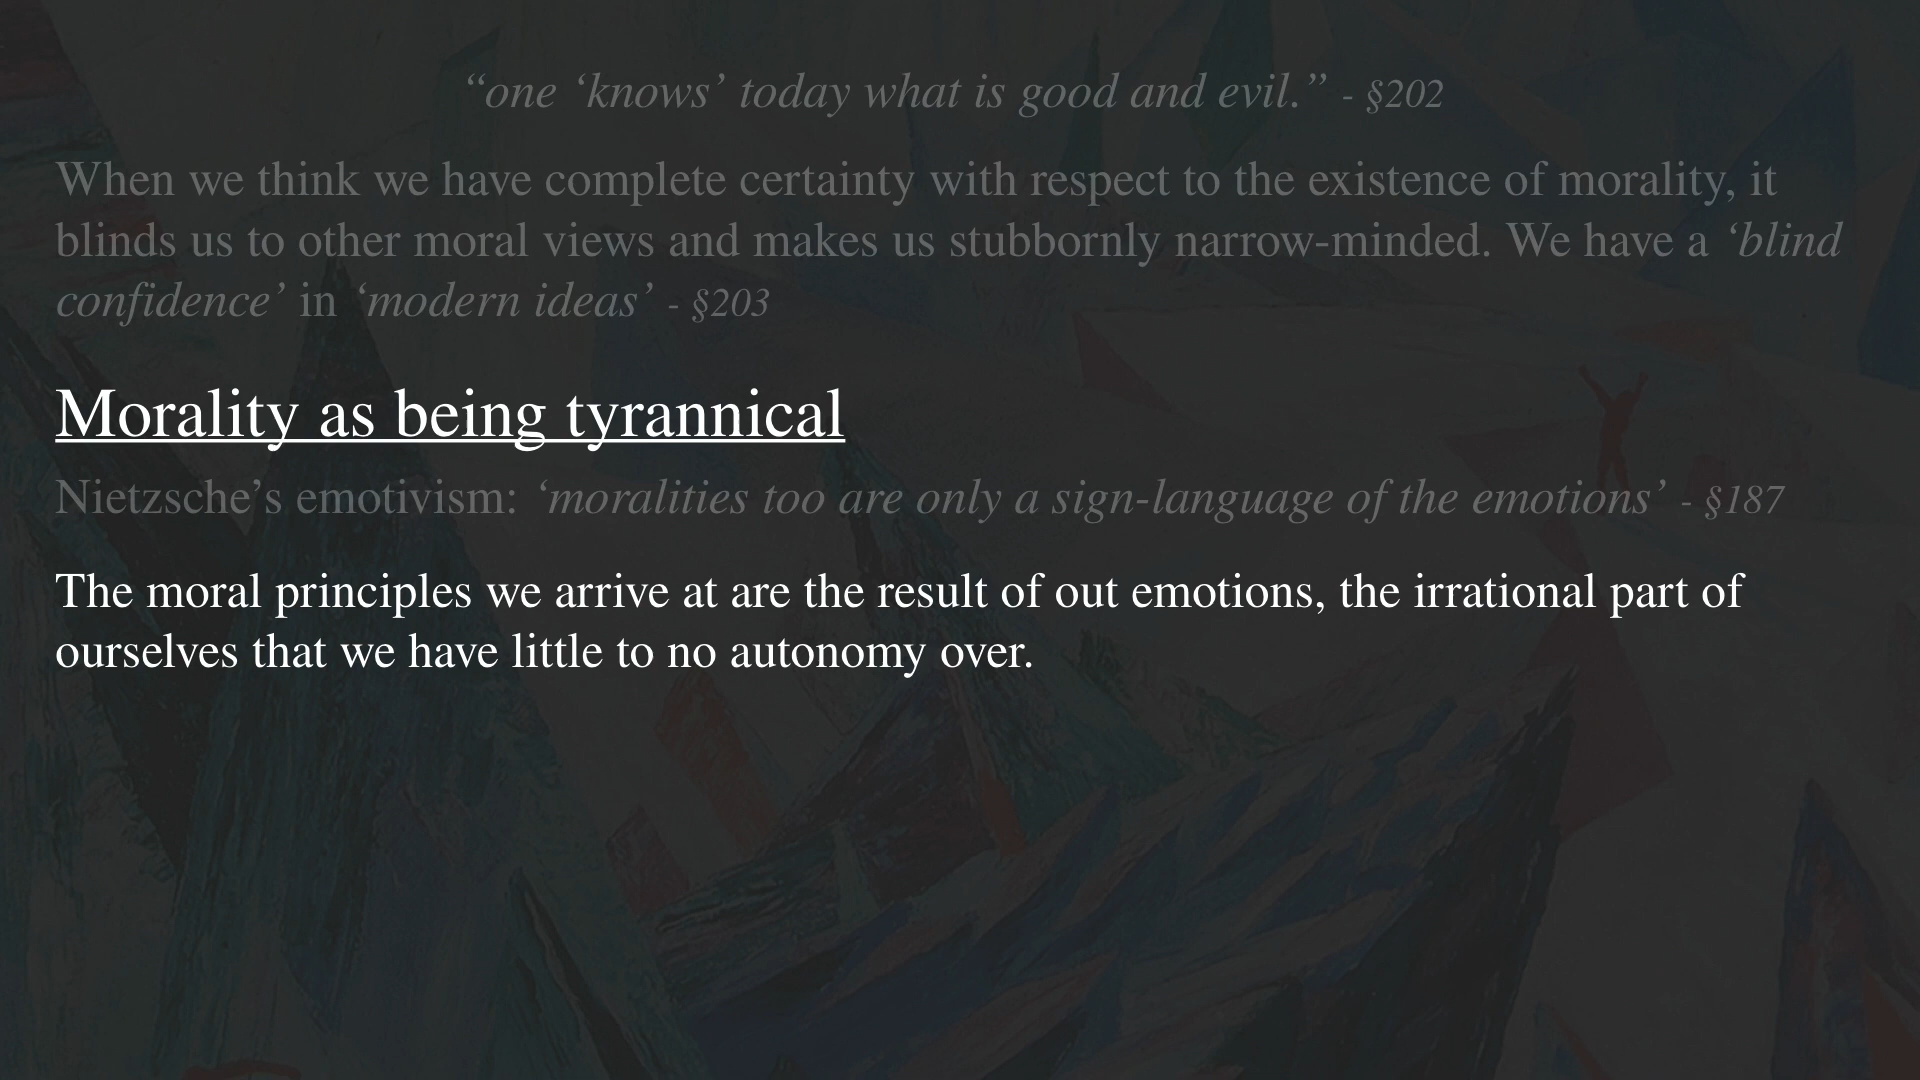 “one ‘knows’ today what is good and evil.” - §202
When we think we have complete certainty with respect to the existence of morality, it
blinds us to other moral views and makes us stubbornly narrow-minded. We have a ‘blind
confidence’ in ‘modern ideas’ - §203
Morality as being tyrannical
Nietzsche’s emotivism: ‘moralities too are only a sign-language of the emotions’ - §187
The moral principles we arrive at are the result of out emotions, the irrational part of
ourselves that we have little to no autonomy over.